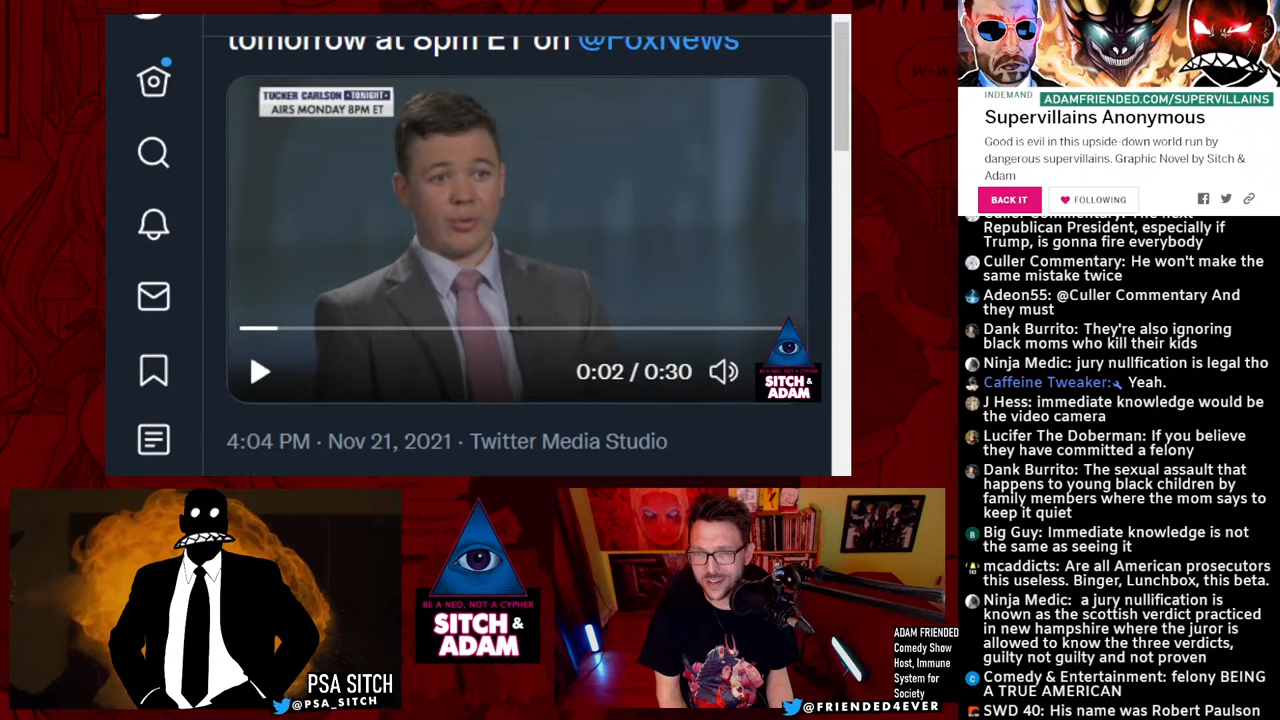 tomorrow at 8pm ET on @FoxNews
TUCKER CARLSON TONIGHT
AIRS MONDAY 8PM ET
0:02 / 0:30
SITCH &
ADAM
4:04 PM · Nov 21, 2021 · Twitter Media Studio
INDEMAND
ADAMFRIENDED.COM/SUPERVILLAINS
Supervillains Anonymous
Good is evil in this upside-down world run by
dangerous supervillains. Graphic Novel by Sitch &
Adam
BACK IT
FOLLOWING
Culler Commentary: The next
Republican President, especially if
Trump, is gonna fire everybody
Culler Commentary: He won't make the
same mistake twice
Adeon55: @Culler Commentary And
they must
Dank Burrito: They're also ignoring
black moms who kill their kids
Ninja Medic: jury nullfication is legal tho
Caffeine Tweaker: Yeah.
J Hess: immediate knowledge would be
the video camera
Lucifer The Doberman: If you believe
they have committed a felony
Dank Burrito: The sexual assault that
happens to young black children by
family members where the mom says to
keep it quiet
Big Guy: Immediate knowledge is not
the same as seeing it
mcaddicts: Are all American prosecutors
this useless. Binger, Lunchbox, this beta.
Ninja Medic: a jury nullification is
known as the scottish verdict practiced
in new hampshire where the juror is
allowed to know the three verdicts,
guilty not guilty and not proven
Comedy & Entertainment: felony BEING
A TRUE AMERICAN
SWD 40: His name was Robert Paulson
PSA SITCH
@PSA_SITCH
BE A NEO, NOT A CYPHER
SITCH &
ADAM
ADAM FRIENDED
Comedy Show
Host, Immune
System for
Society
@FRIENDED4EVER